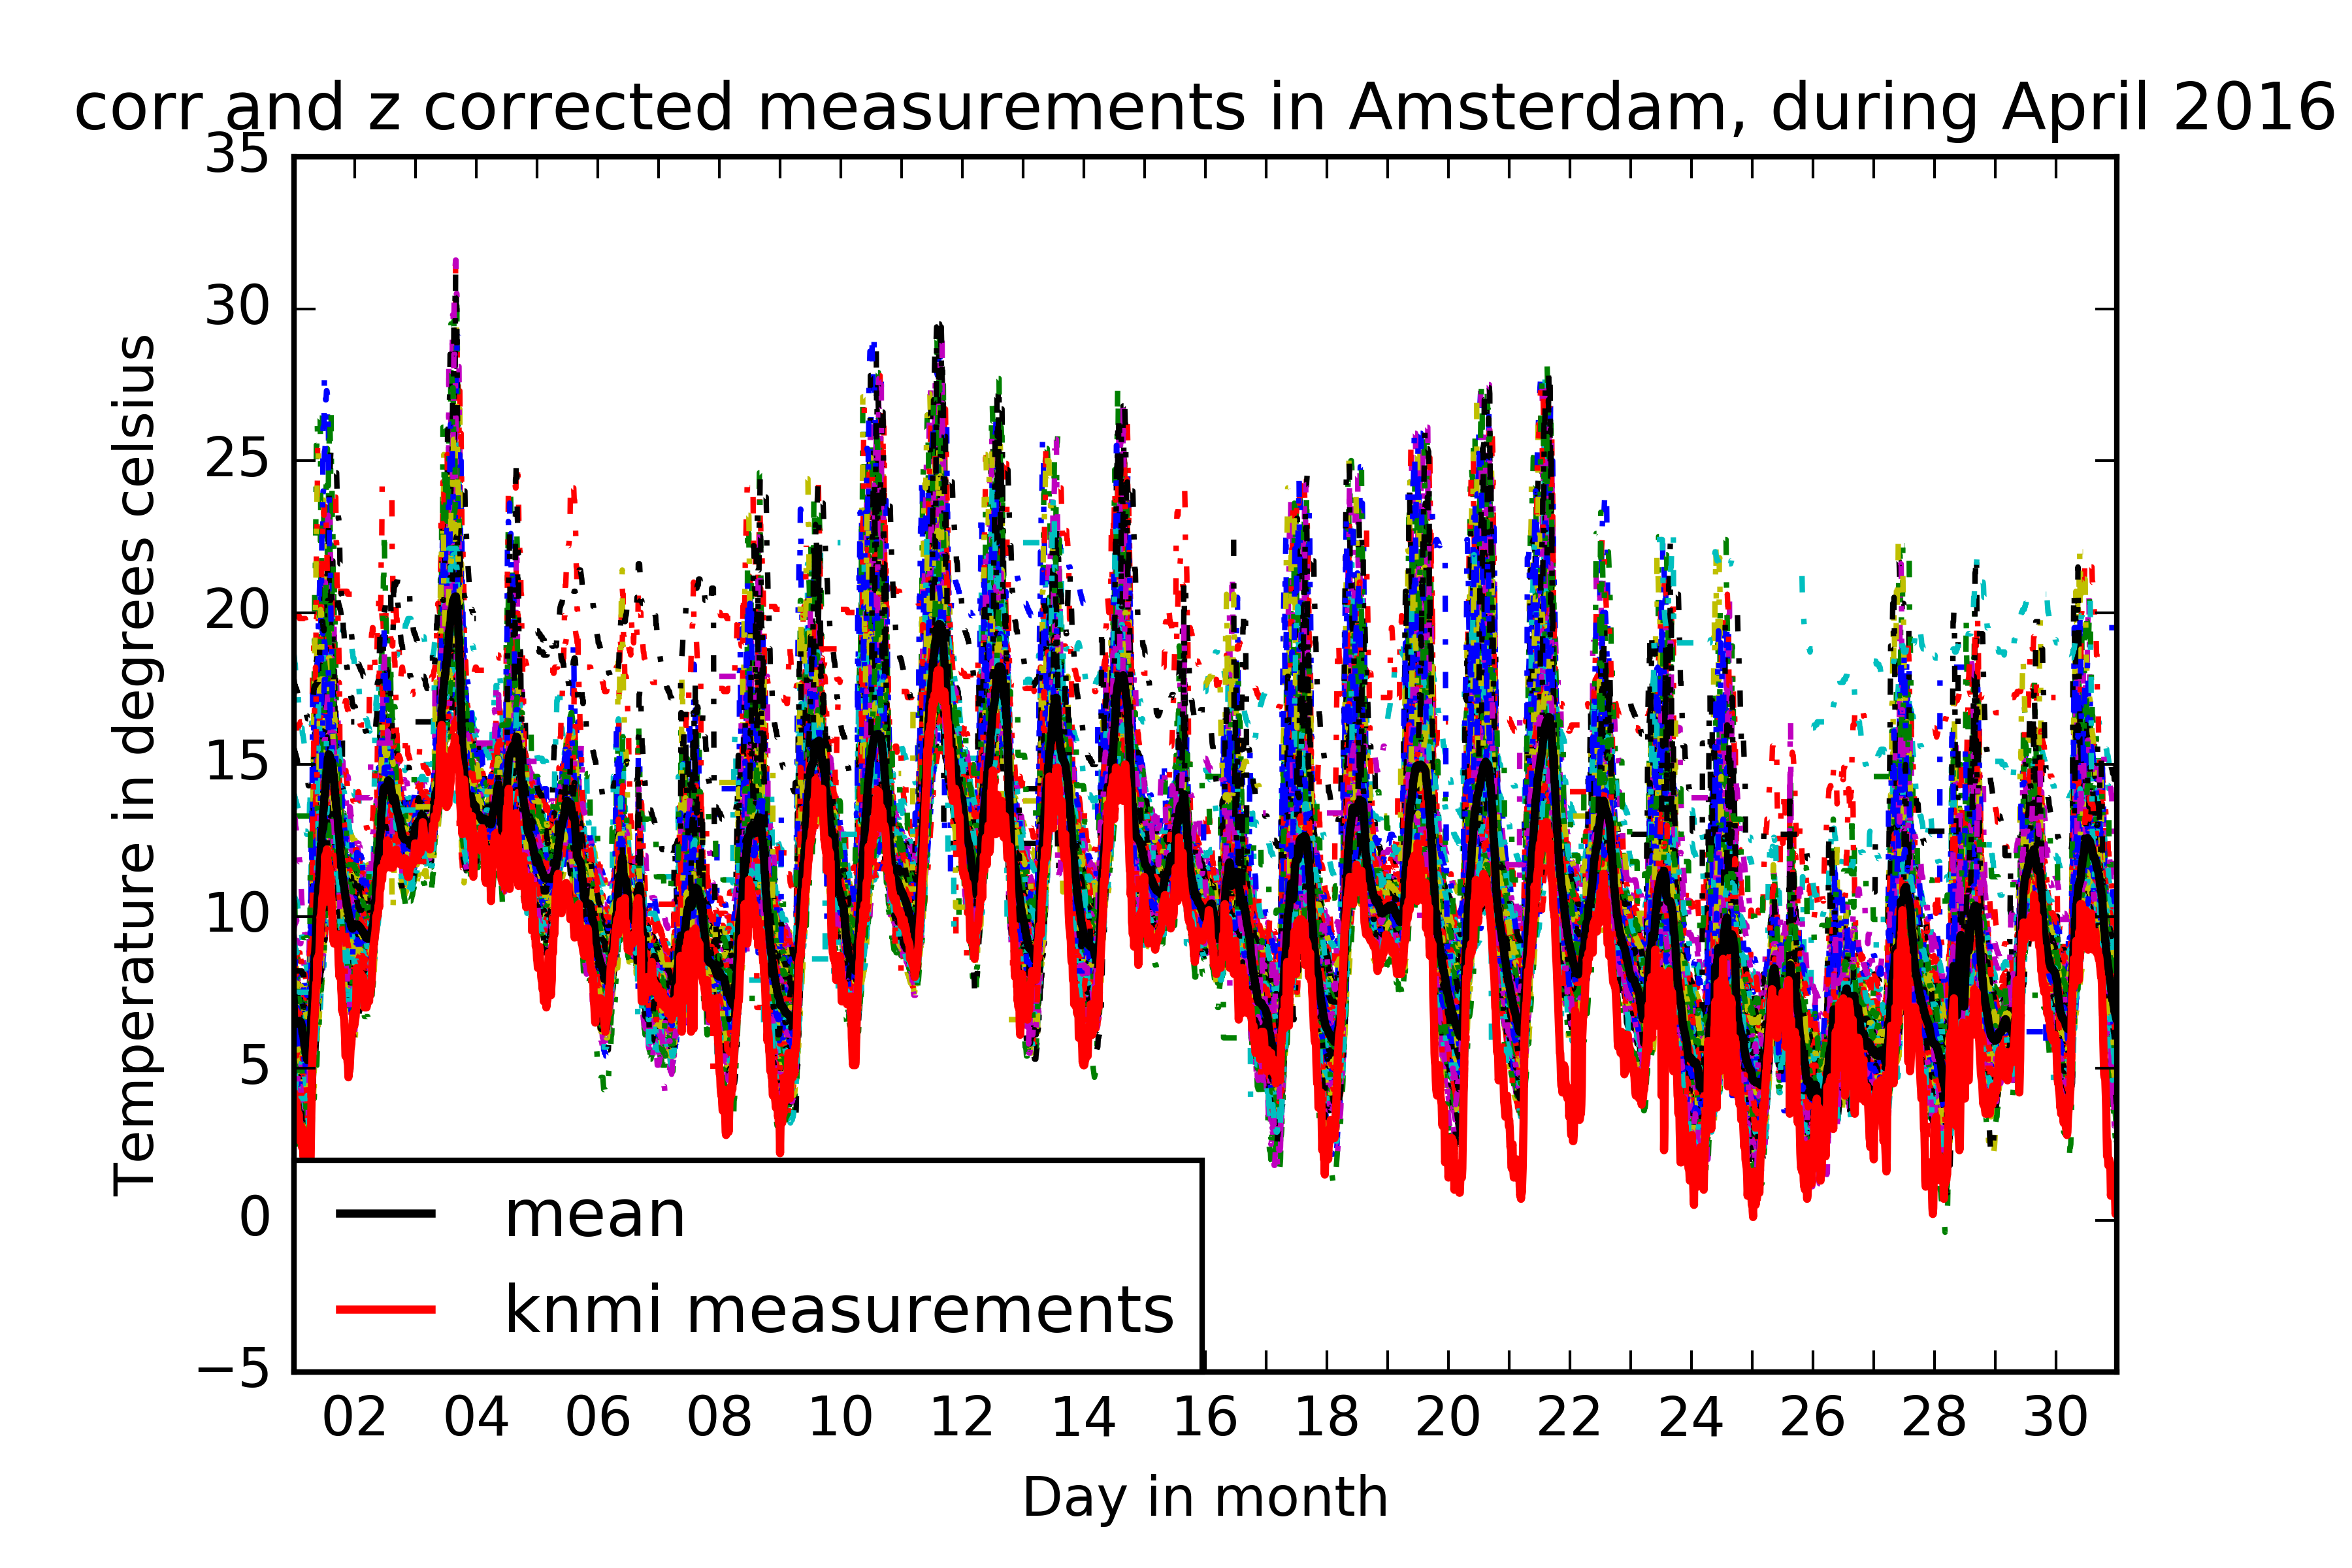 corr and z corrected measurements in Amsterdam, during April 2016
Temperature in degrees celsius
35
30
25
20
15
10
5
0
−5
mean
knmi measurements
02 04 06 08 10 12 14 16 18 20 22 24 26 28 30
Day in month